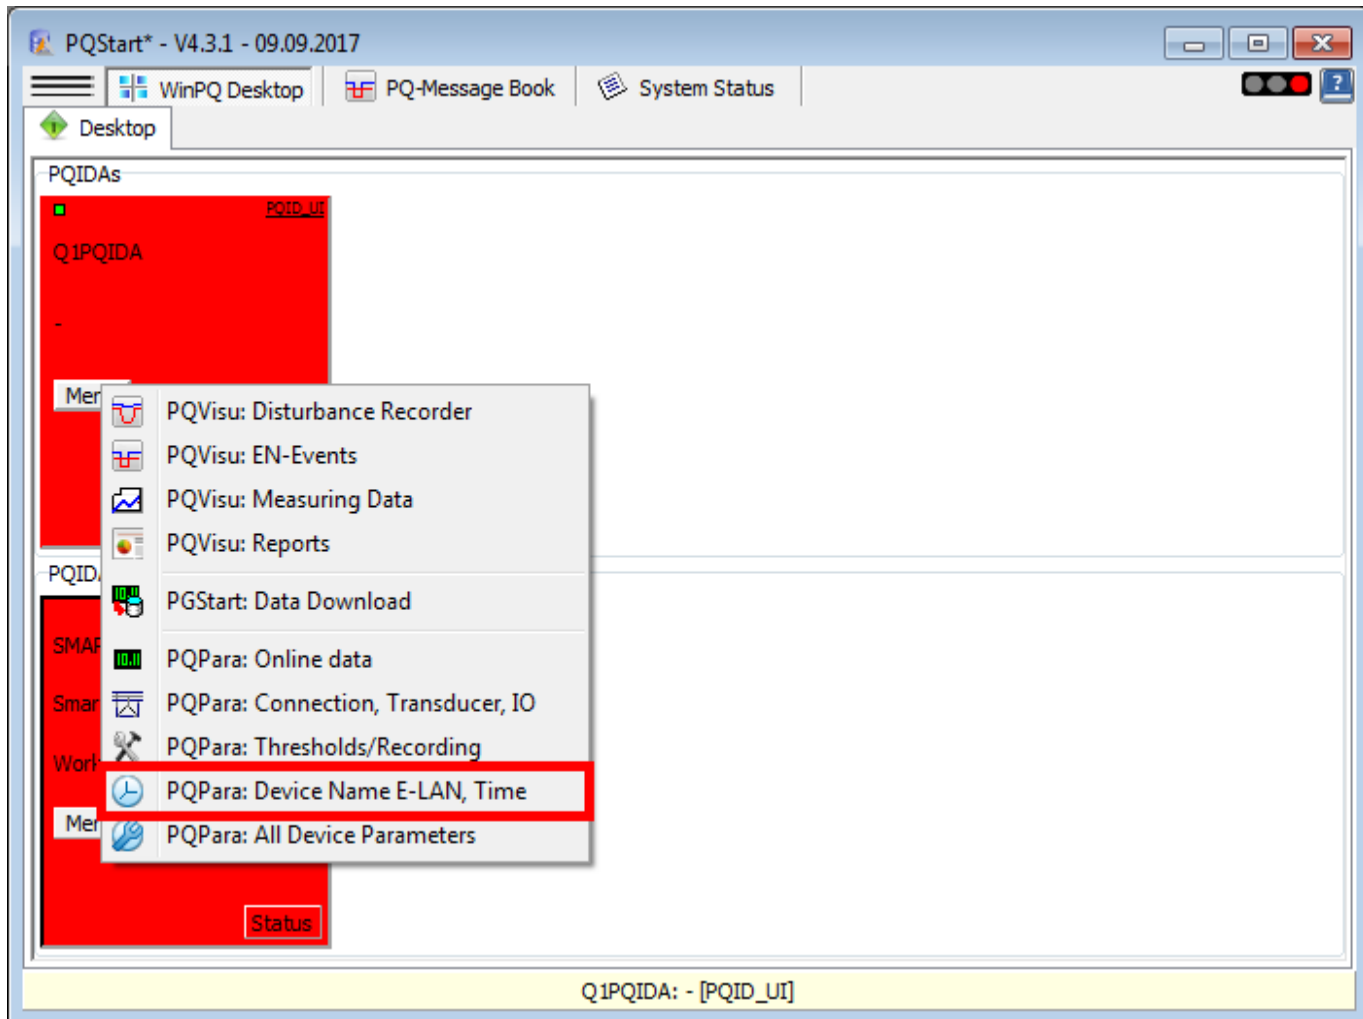 PQStart* - V4.3.1 - 09.09.2017
WinPQ Desktop
PQ-Message Book
System Status
Desktop
PQIDAs
PQID_UI
Q1PQIDA
-
PQVisu: Disturbance Recorder
PQVisu: EN-Events
PQVisu: Measuring Data
PQVisu: Reports
PGStart: Data Download
PQPara: Online data
PQPara: Connection, Transducer, IO
PQPara: Thresholds/Recording
PQPara: Device Name E-LAN, Time
PQPara: All Device Parameters
Status
Q1PQIDA: - [PQID_UI]